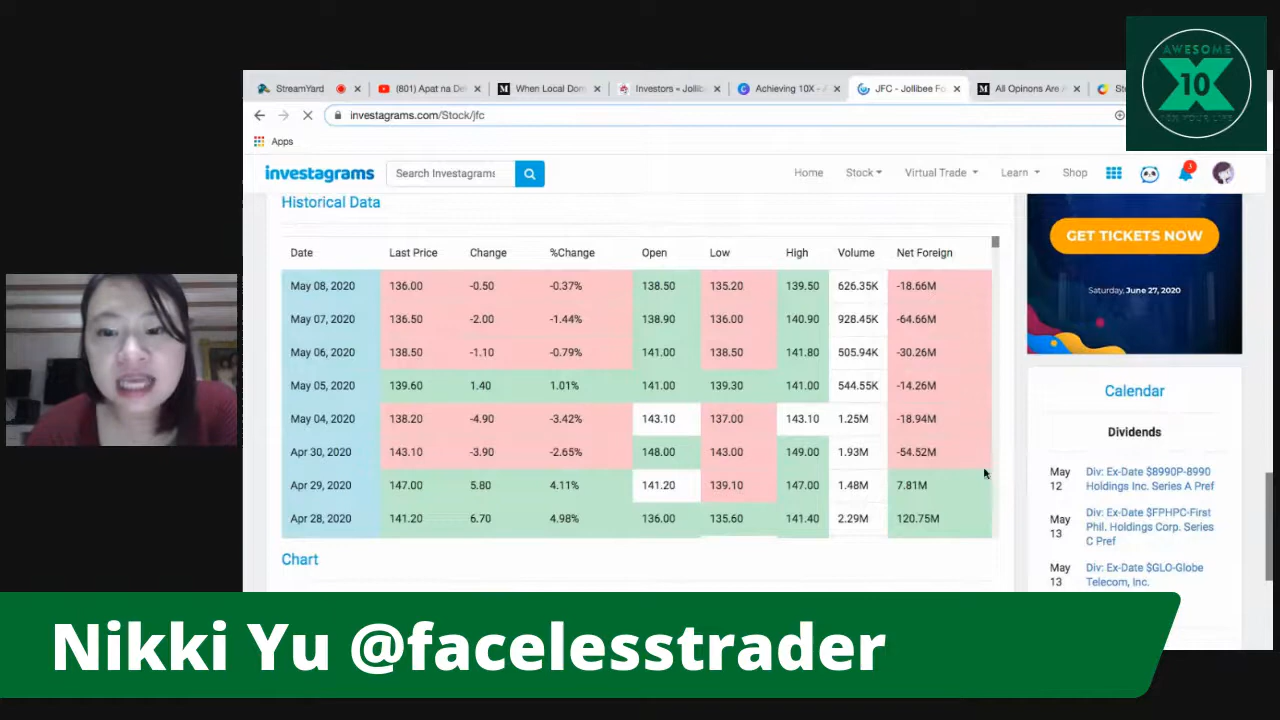 AWESOME
10
X
StreamYard
(801) Apat na De
When Local Don
Investors – Jollib
Achieving 10X - A
JFC - Jollibee Fo
All Opinons Are
Ste
investagrams.com/Stock/jfc
Apps
investagrams
Search Investagrams
Home
Stock
Virtual Trade
Learn
Shop
3
Historical Data
GET TICKETS NOW
Saturday, June 27, 2020
Date Last Price Change %Change Open Low High Volume Net Foreign
May 08, 2020 136.00 -0.50 -0.37% 138.50 135.20 139.50 626.35K -18.66M
May 07, 2020 136.50 -2.00 -1.44% 138.90 136.00 140.90 928.45K -64.66M
May 06, 2020 138.50 -1.10 -0.79% 141.00 138.50 141.80 505.94K -30.26M
May 05, 2020 139.60 1.40 1.01% 141.00 139.30 141.00 544.55K -14.26M
May 04, 2020 138.20 -4.90 -3.42% 143.10 137.00 143.10 1.25M -18.94M
Apr 30, 2020 143.10 -3.90 -2.65% 148.00 143.00 149.00 1.93M -54.52M
Apr 29, 2020 147.00 5.80 4.11% 141.20 139.10 147.00 1.48M 7.81M
Apr 28, 2020 141.20 6.70 4.98% 136.00 135.60 141.40 2.29M 120.75M
Chart
Calendar
Dividends
May 12
Div: Ex-Date $8990P-8990
Holdings Inc. Series A Pref
May 13
Div: Ex-Date $FPHPC-First
Phil. Holdings Corp. Series
C Pref
May 13
Div: Ex-Date $GLO-Globe
Telecom, Inc.
Nikki Yu @facelesstrader